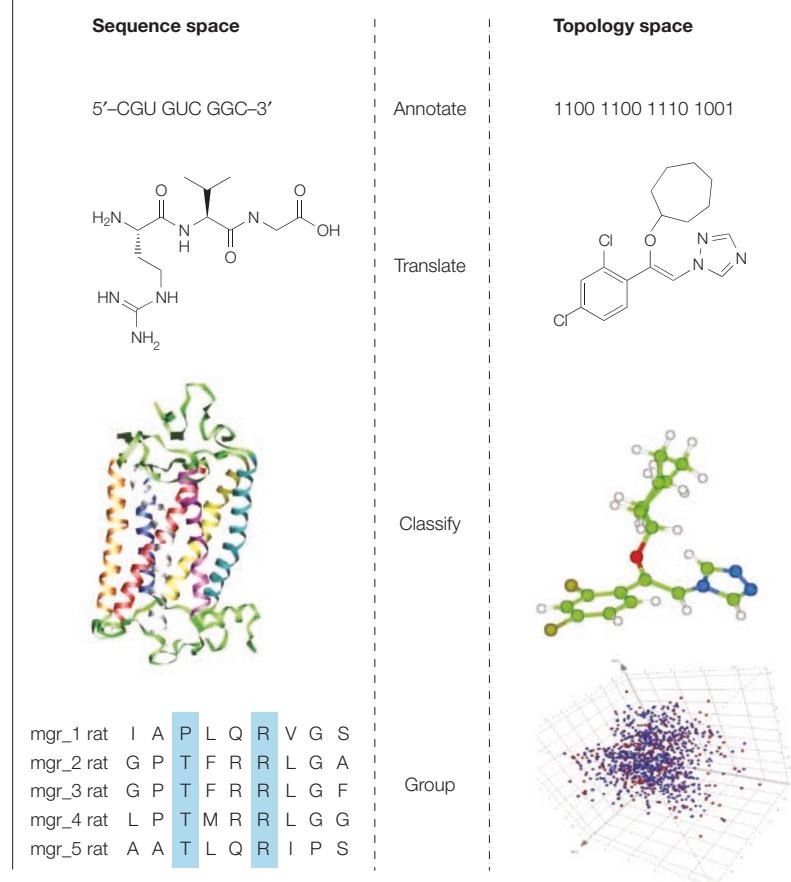 Sequence space
Topology space
5′–CGU GUC GGC–3′
Annotate
1100 1100 1110 1001
O
O
H2N
N
H
N
OH
O
HN
NH
NH2
Translate
Cl
O
N
N
N
Cl
Classify
mgr_1 rat I A P L Q R V G S
mgr_2 rat G P T F R R L G A
mgr_3 rat G P T F R R L G F
mgr_4 rat L P T M R R L G G
mgr_5 rat A A T L Q R I P S
Group